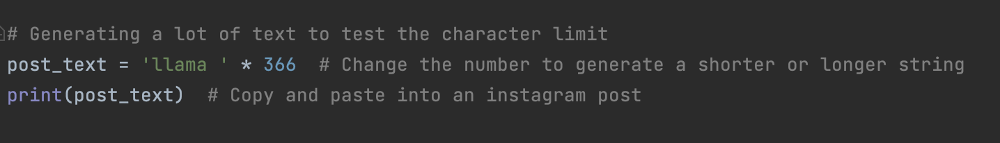 # Generating a lot of text to test the character limit
post_text = 'llama ' * 366  # Change the number to generate a shorter or longer string
print(post_text)  # Copy and paste into an instagram post